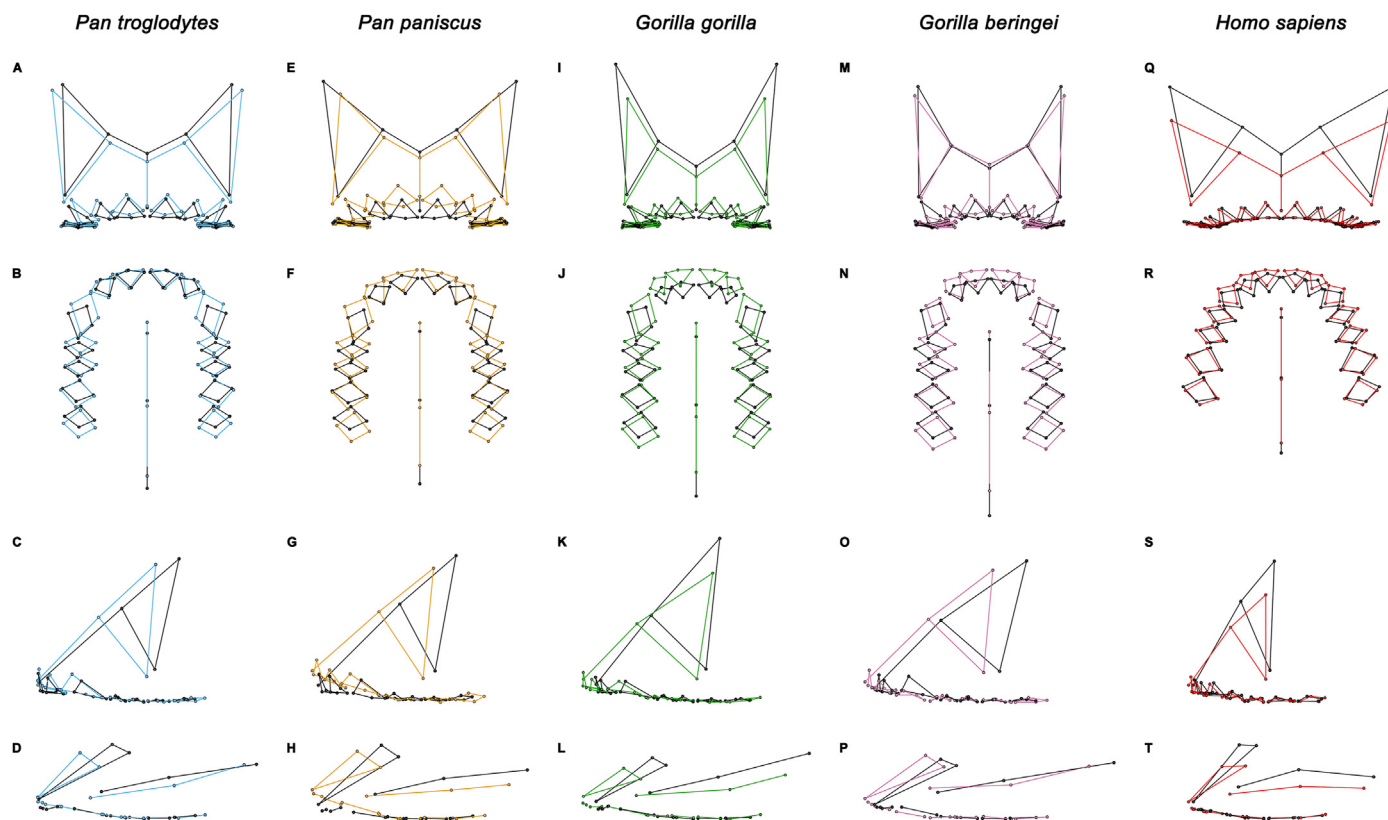 Pan troglodytes Pan paniscus Gorilla gorilla Gorilla beringei Homo sapiens
A E I M Q
B F J N R
C G K O S
D H L P T